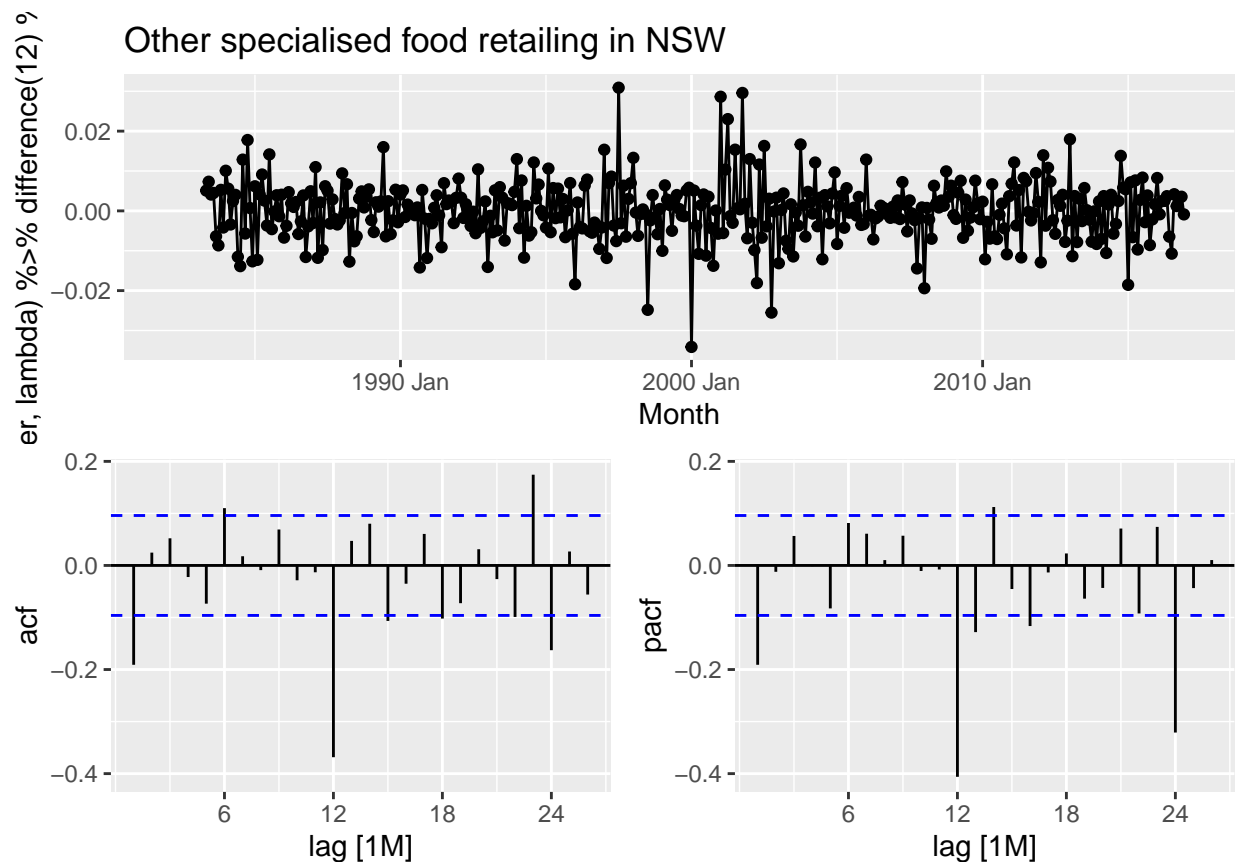 Other specialised food retailing in NSW
er, lambda) %>% difference(12) %
0.02
0.00
−0.02
1990 Jan 2000 Jan 2010 Jan
Month
0.2
0.0
−0.2
−0.4
acf
6 12 18 24
lag [1M]
0.2
0.0
−0.2
−0.4
pacf
6 12 18 24
lag [1M]